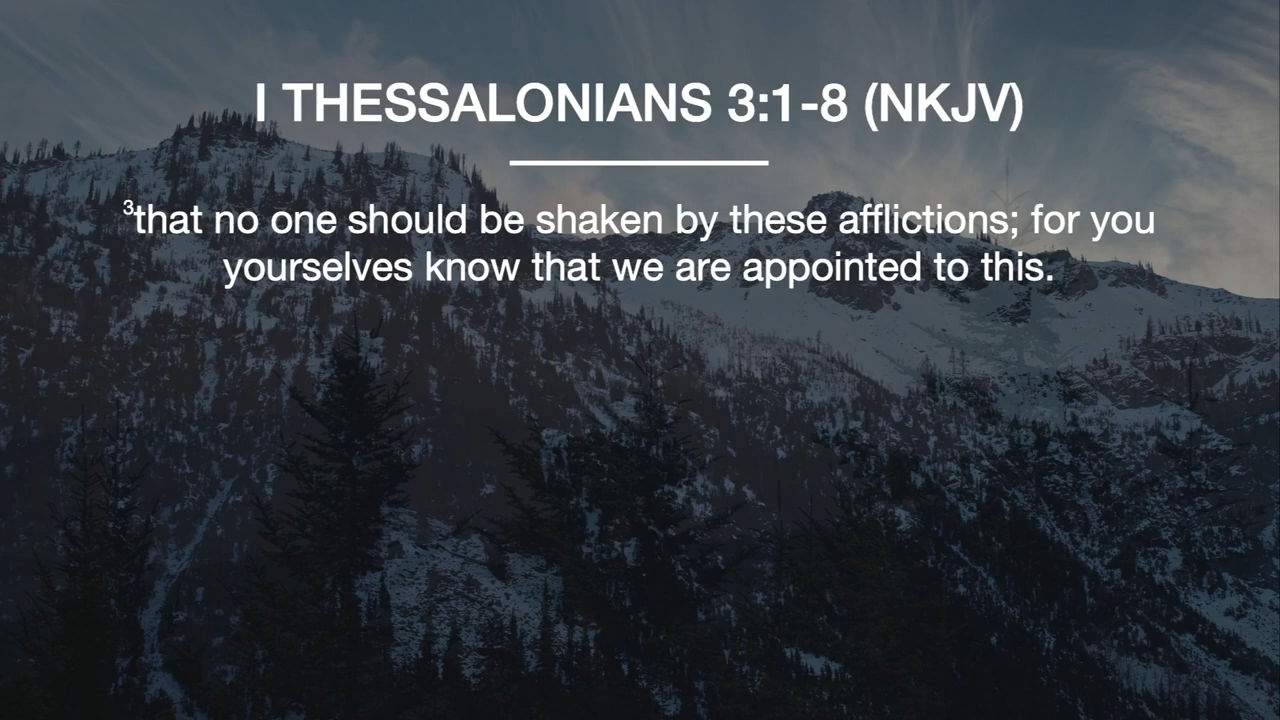 I THESSALONIANS 3:1-8 (NKJV)
³that no one should be shaken by these afflictions; for you
yourselves know that we are appointed to this.